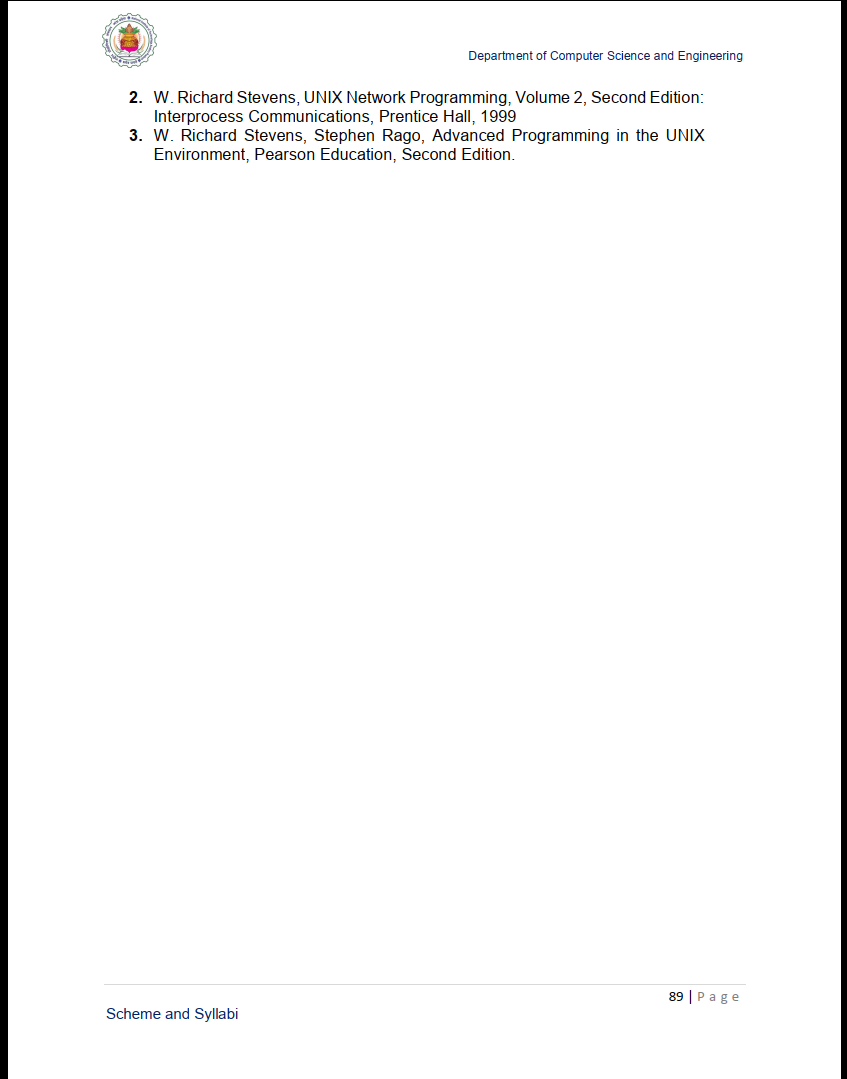 Department of Computer Science and Engineering
2. W. Richard Stevens, UNIX Network Programming, Volume 2, Second Edition:
Interprocess Communications, Prentice Hall, 1999
3. W. Richard Stevens, Stephen Rago, Advanced Programming in the UNIX
Environment, Pearson Education, Second Edition.
89 | Page
Scheme and Syllabi